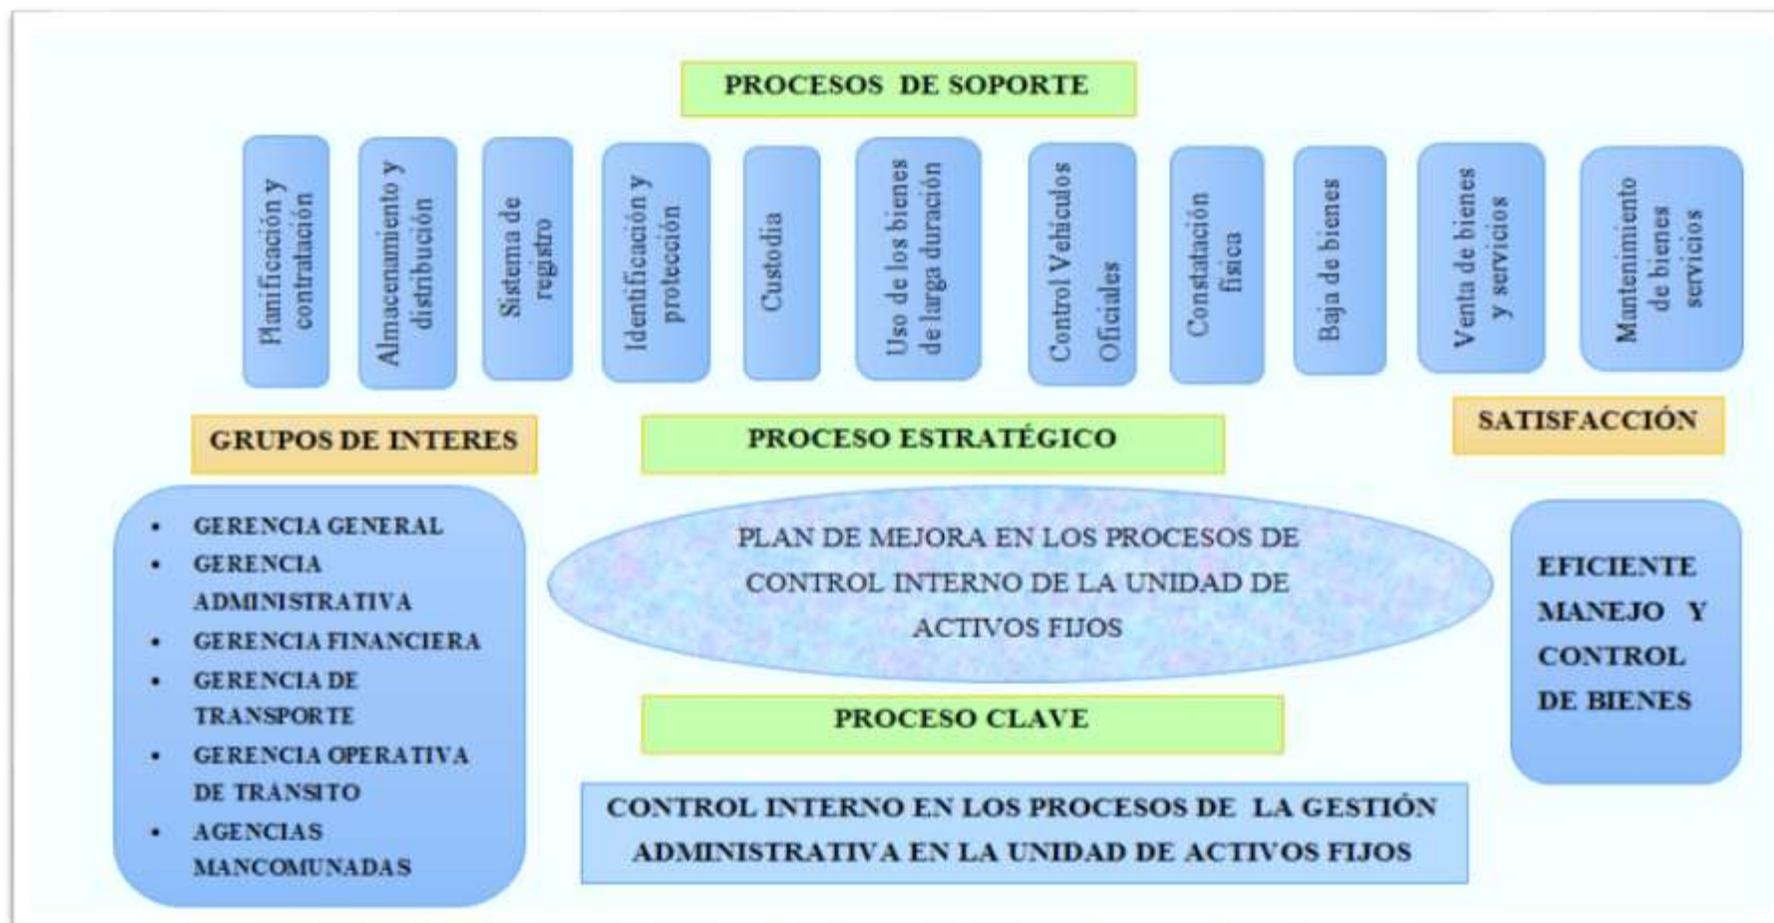 PROCESOS DE SOPORTE
Planificación y
contratación
Almacenamiento y
distribución
Sistema de
registro
Identificación y
protección
Custodia
Uso de los bienes
de larga duración
Control Vehículos
Oficiales
Constatación
física
Baja de bienes
Venta de bienes
y servicios
Mantenimiento
de bienes
servicios
GRUPOS DE INTERES
PROCESO ESTRATÉGICO
SATISFACCIÓN
• GERENCIA GENERAL
• GERENCIA
ADMINISTRATIVA
• GERENCIA FINANCIERA
• GERENCIA DE
TRANSPORTE
• GERENCIA OPERATIVA
DE TRÁNSITO
• AGENCIAS
MANCOMUNADAS
PLAN DE MEJORA EN LOS PROCESOS DE
CONTROL INTERNO DE LA UNIDAD DE
ACTIVOS FIJOS
PROCESO CLAVE
CONTROL INTERNO EN LOS PROCESOS DE LA GESTIÓN
ADMINISTRATIVA EN LA UNIDAD DE ACTIVOS FIJOS
EFICIENTE
MANEJO Y
CONTROL
DE BIENES